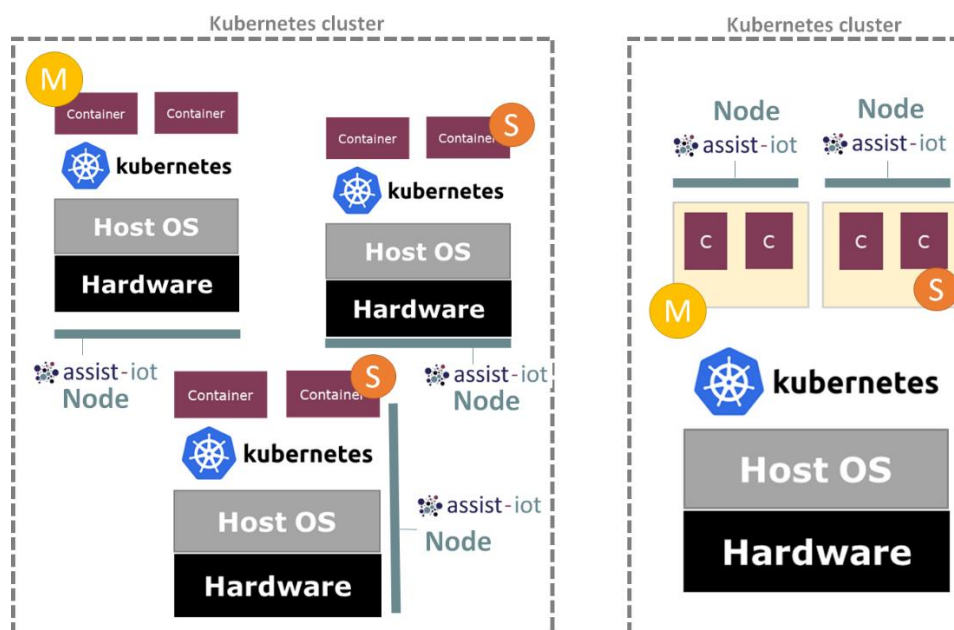 Kubernetes cluster
M
Container
Container
kubernetes
Host OS
Hardware
assist-iot
Node
Container
Container
S
kubernetes
Host OS
Hardware
assist-iot
Node
Container
Container
S
kubernetes
Host OS
Hardware
assist-iot
Node
Kubernetes cluster
Node
assist-iot
Node
assist-iot
C
C
C
C
M
S
kubernetes
Host OS
Hardware